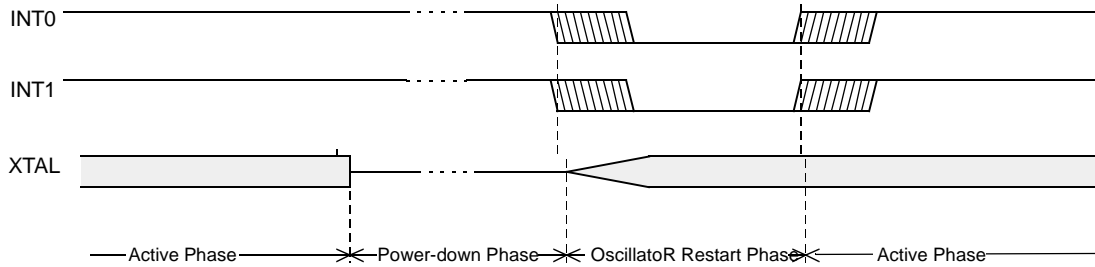 INT0
INT1
XTAL
Active Phase Power-down Phase OscillatoR Restart Phase Active Phase